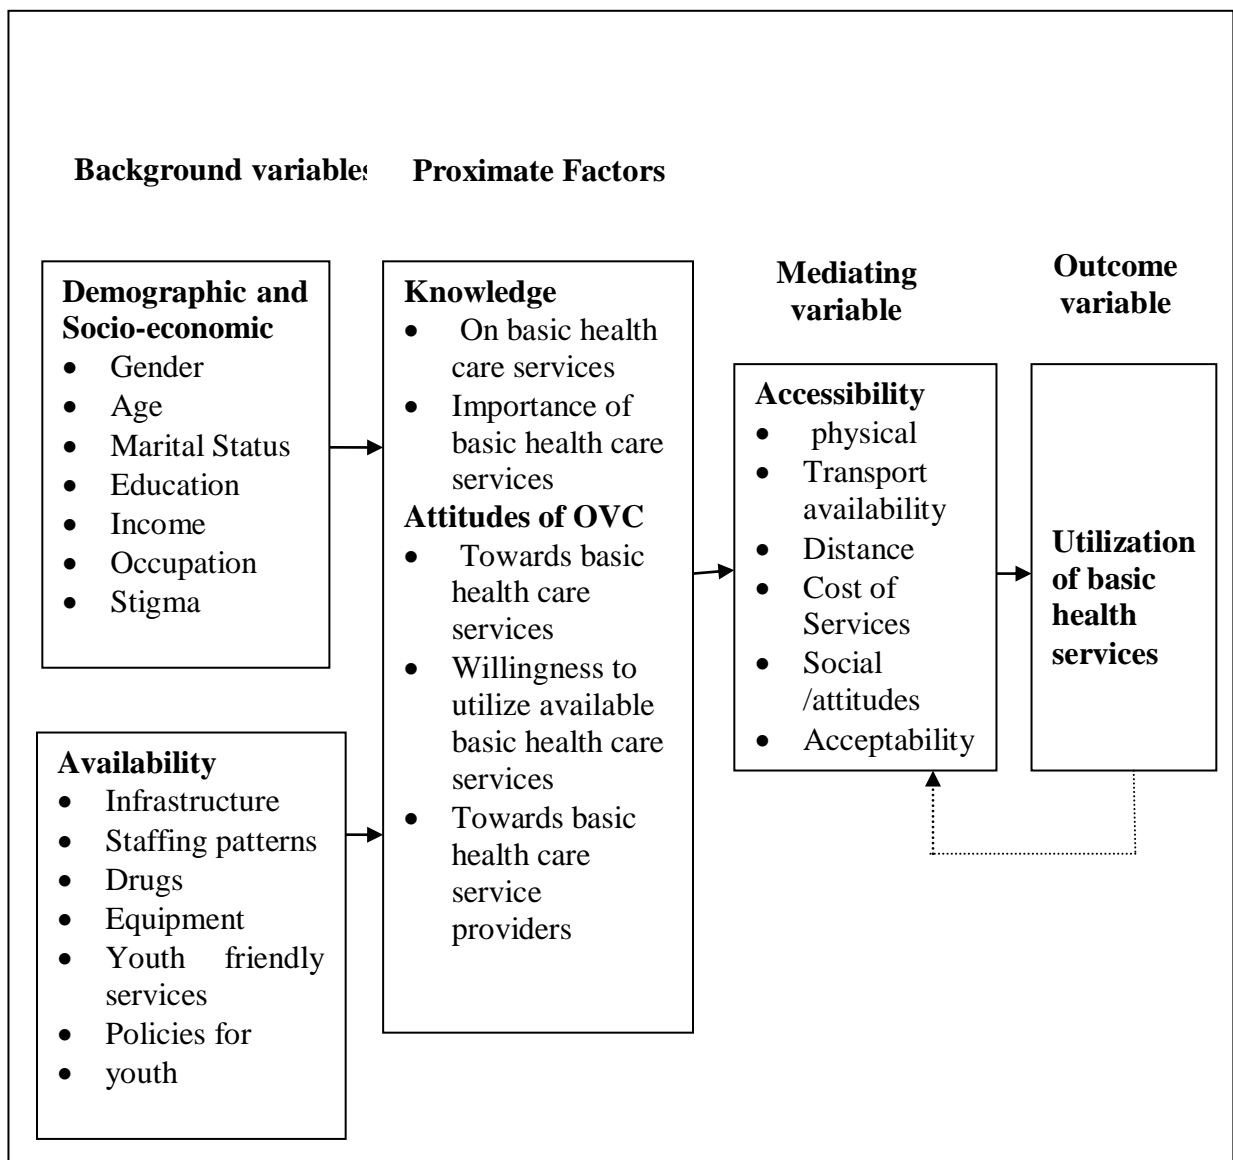 Background variables
Proximate Factors
Mediating
variable
Outcome
variable
Demographic and
Socio-economic
• Gender
• Age
• Marital Status
• Education
• Income
• Occupation
• Stigma
Availability
• Infrastructure
• Staffing patterns
• Drugs
• Equipment
• Youth friendly
services
• Policies for
• youth
Knowledge
• On basic health
care services
• Importance of
basic health care
services
Attitudes of OVC
• Towards basic
health care
services
• Willingness to
utilize available
basic health care
services
• Towards basic
health care
service
providers
Accessibility
• physical
• Transport
availability
• Distance
• Cost of
Services
• Social
/attitudes
• Acceptability
Utilization
of basic
health
services